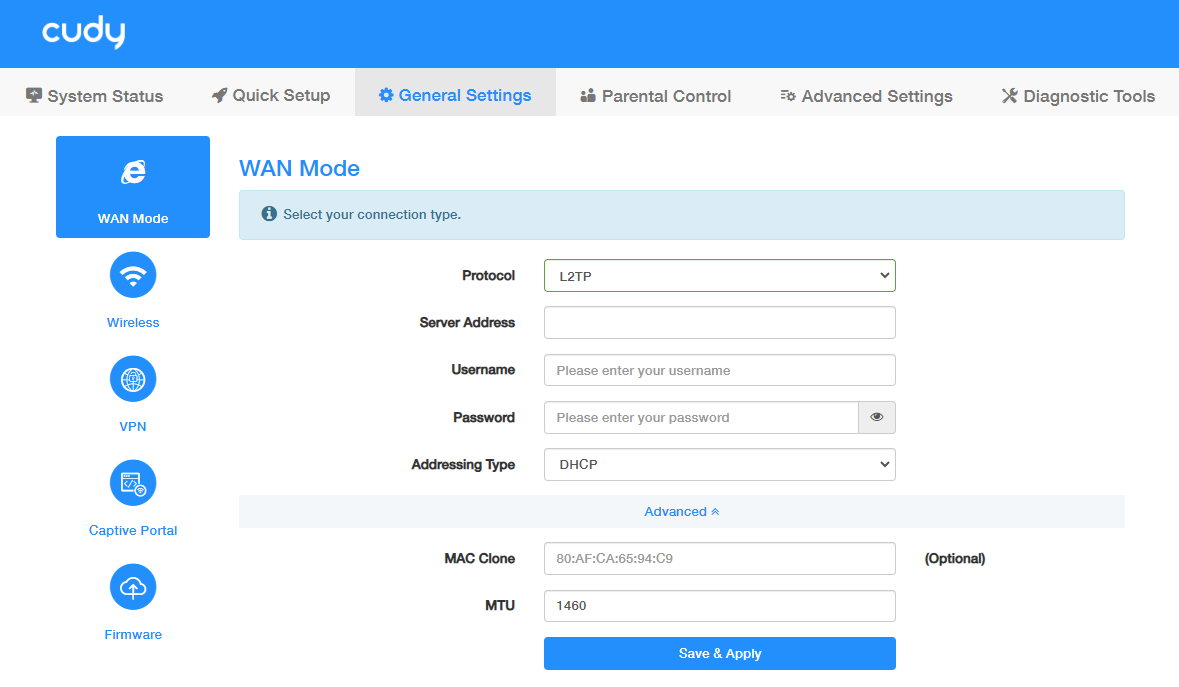 cudy
System Status Quick Setup General Settings Parental Control Advanced Settings Diagnostic Tools
WAN Mode
Wireless
VPN
Captive Portal
Firmware
WAN Mode
Select your connection type.
Protocol L2TP
Server Address
Username Please enter your username
Password Please enter your password
Addressing Type DHCP
Advanced
MAC Clone 80:AF:CA:65:94:C9 (Optional)
MTU 1460
Save & Apply